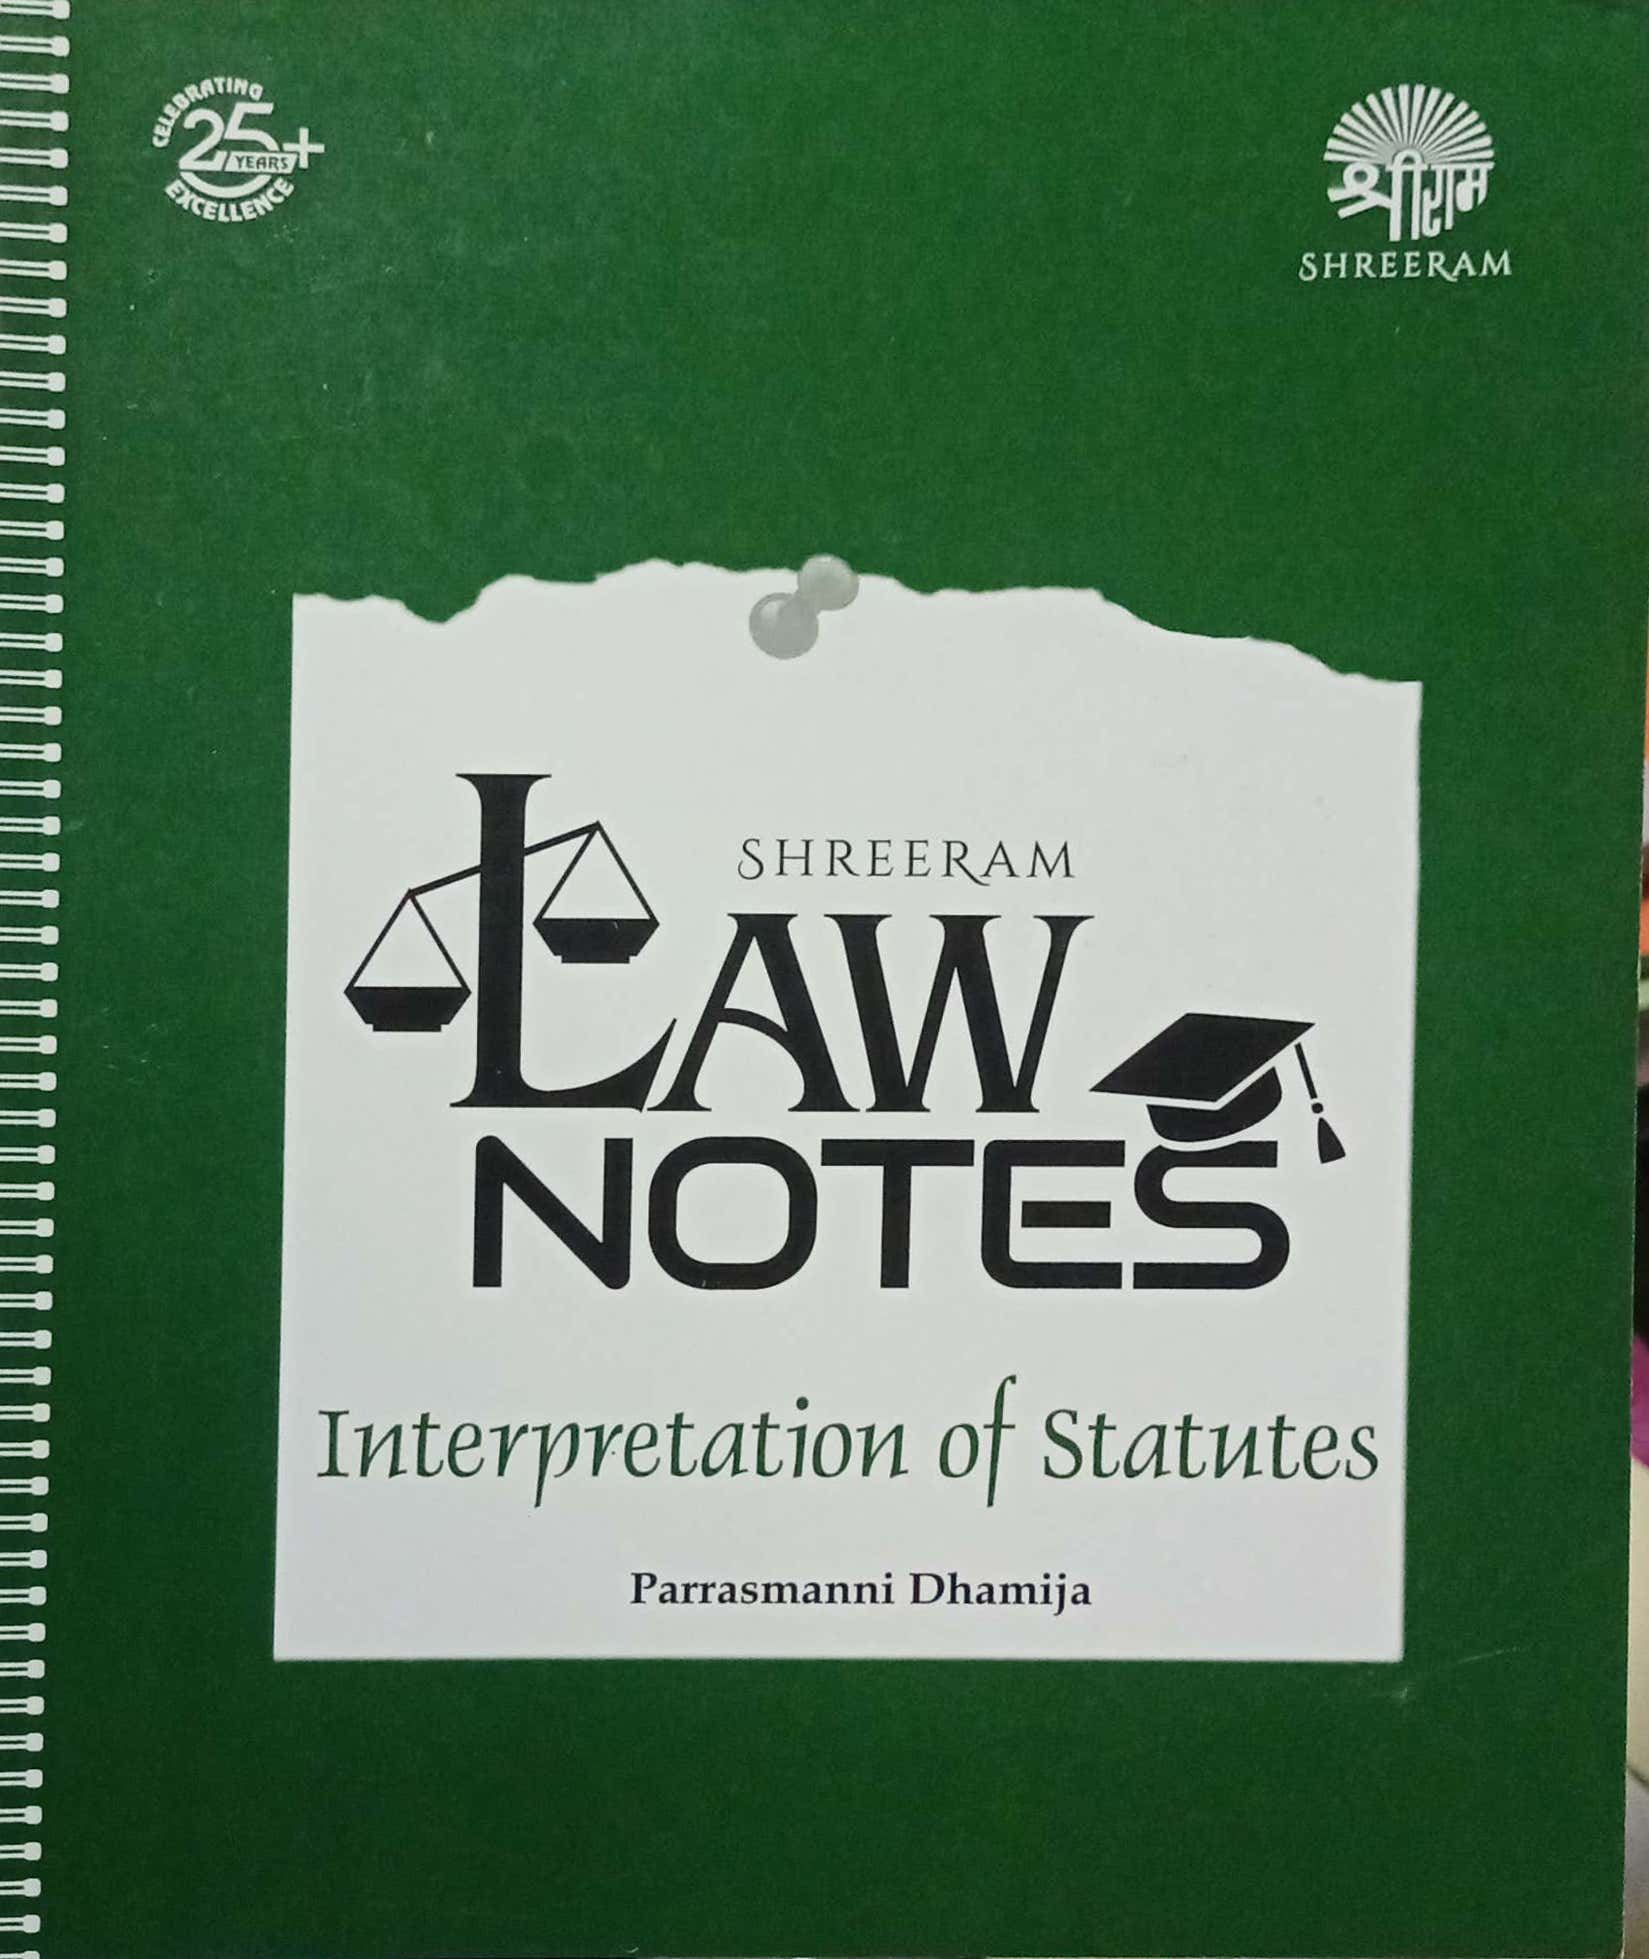 CELEBRATING
25+
YEARS
EXCELLENCE
श्रीराम
SHREERAM
SHREERAM
LAW
NOTES
Interpretation of Statutes
Parrasmanni Dhamija